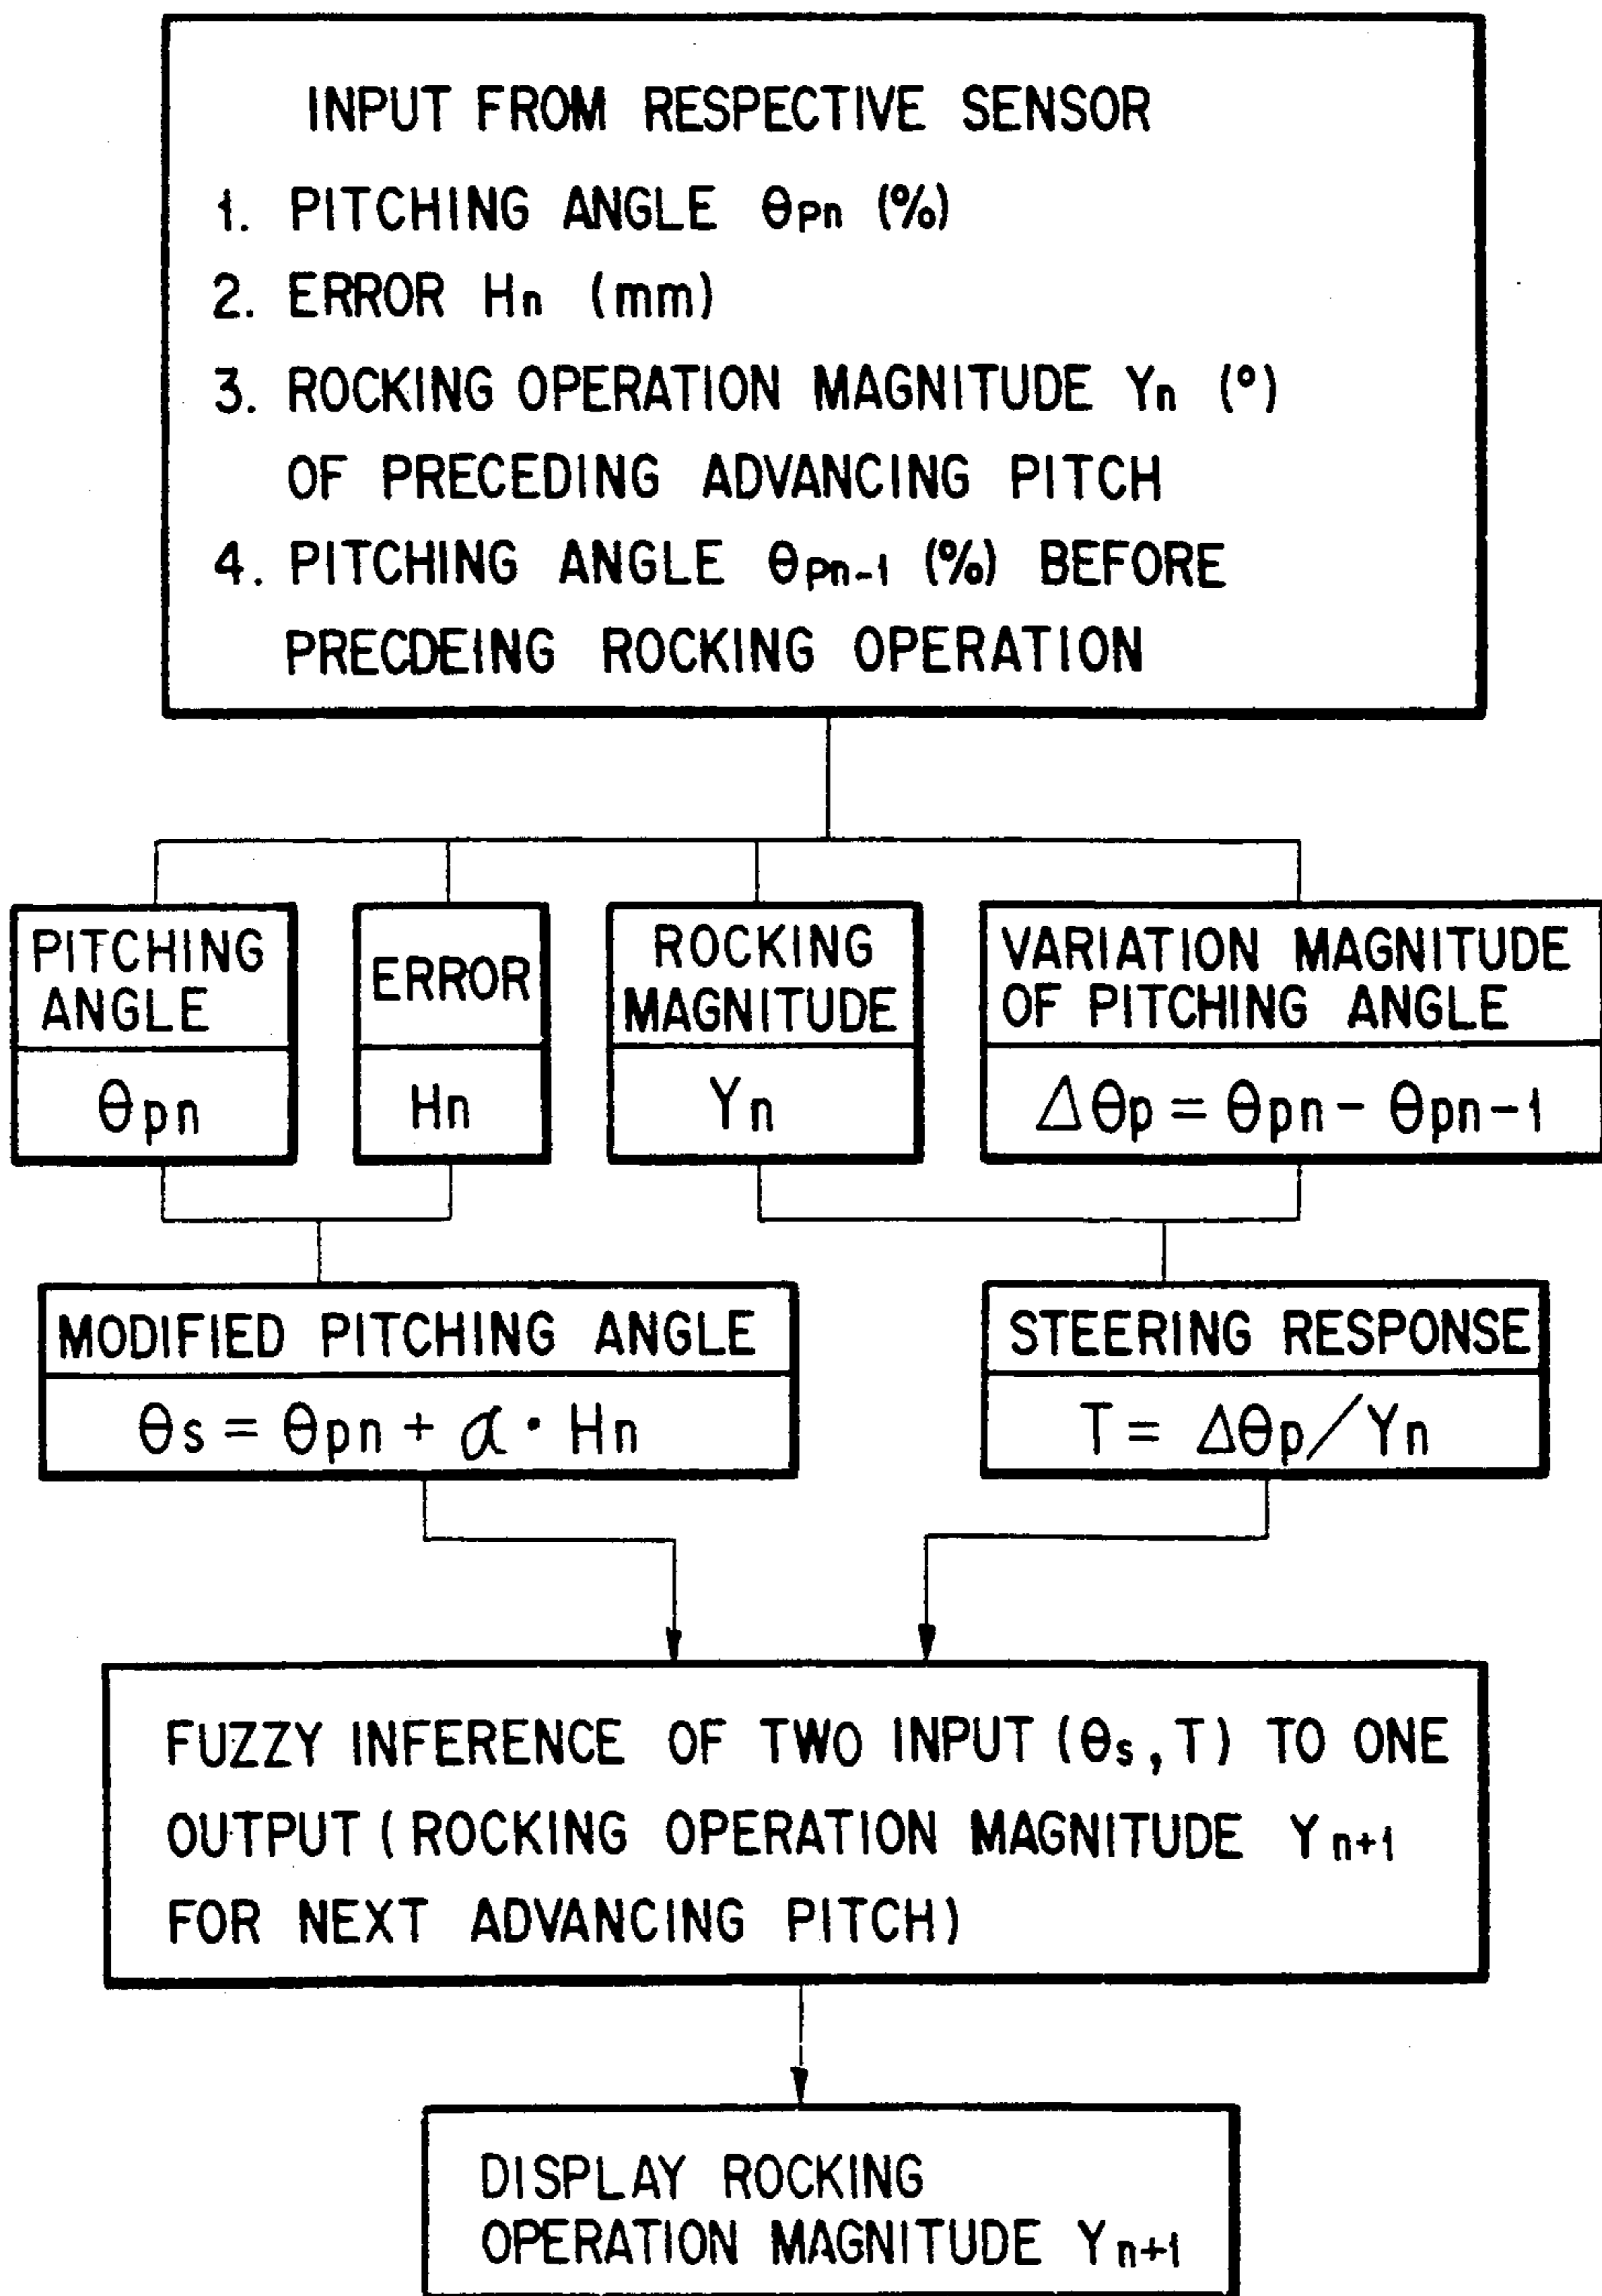 INPUT FROM RESPECTIVE SENSOR
1. PITCHING ANGLE θpn (%)
2. ERROR Hn (mm)
3. ROCKING OPERATION MAGNITUDE Yn (°)
OF PRECEDING ADVANCING PITCH
4. PITCHING ANGLE θpn-1 (%) BEFORE
PRECDEING ROCKING OPERATION
PITCHING
ANGLE
θpn
ERROR
Hn
ROCKING
MAGNITUDE
Yn
VARIATION MAGNITUDE
OF PITCHING ANGLE
Δθp = θpn - θpn-1
MODIFIED PITCHING ANGLE
θs = θpn + α · Hn
STEERING RESPONSE
T = Δθp/Yn
FUZZY INFERENCE OF TWO INPUT (θs, T) TO ONE
OUTPUT (ROCKING OPERATION MAGNITUDE Yn+1
FOR NEXT ADVANCING PITCH)
DISPLAY ROCKING
OPERATION MAGNITUDE Yn+1